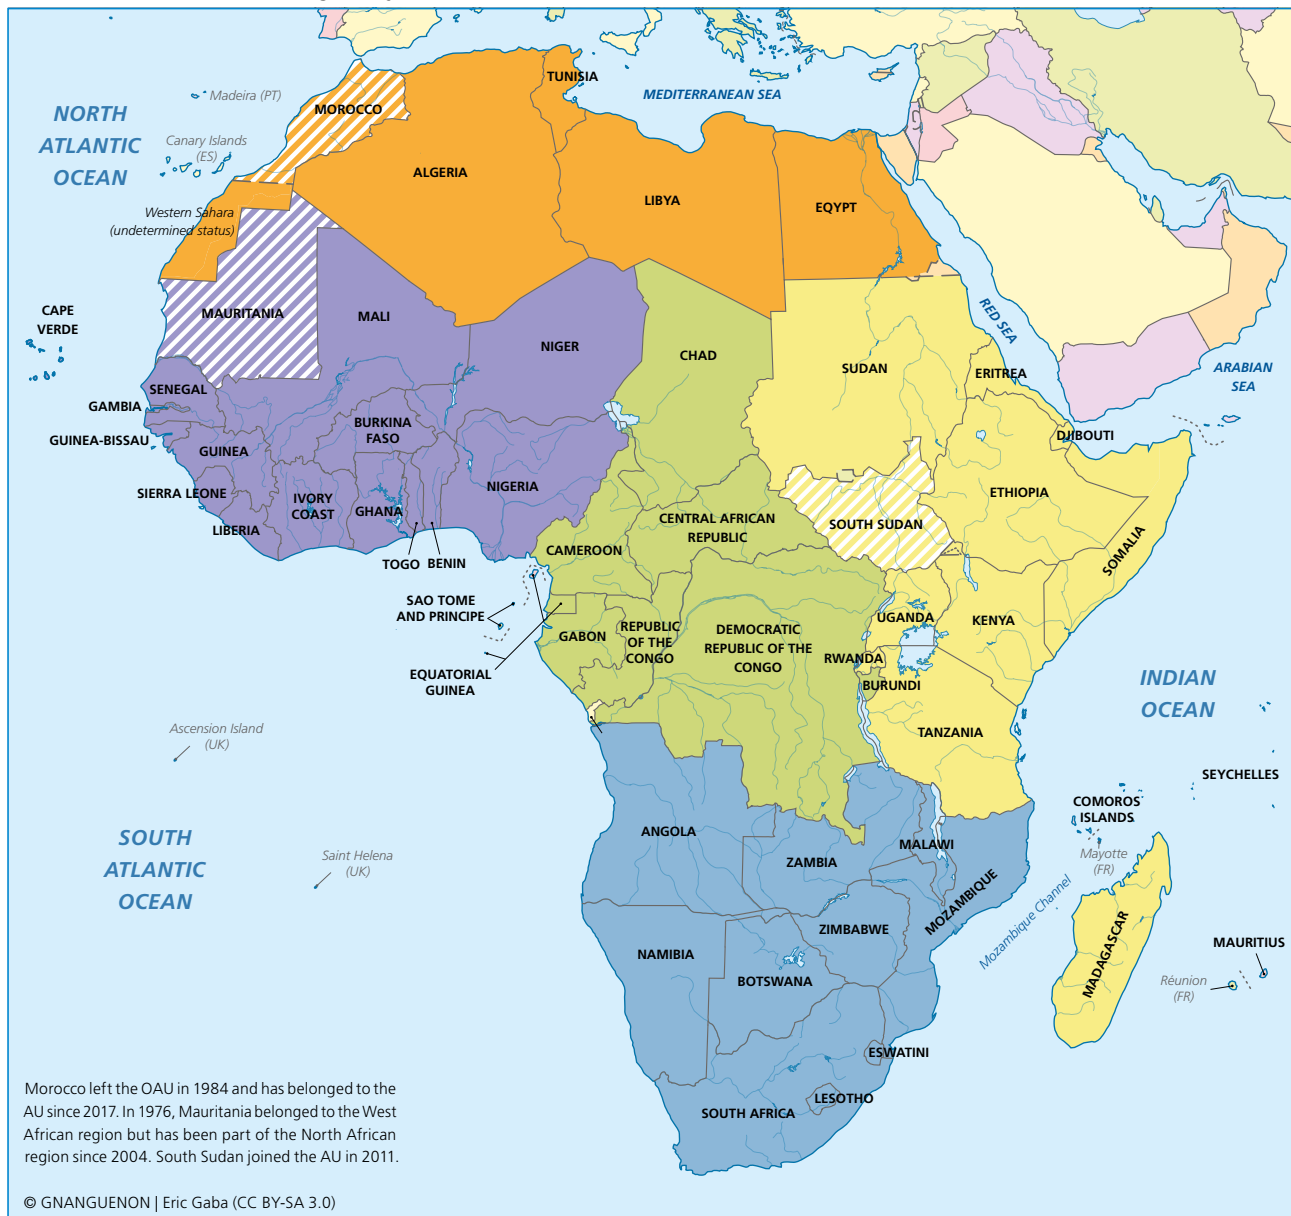 NORTH
ATLANTIC
OCEAN
Madeira (PT)
Canary Islands
(ES)
MEDITERRANEAN SEA
TUNISIA
MOROCCO
ALGERIA
LIBYA
EQYPT
Western Sahara
(undetermined status)
RED SEA
ARABIAN
SEA
CAPE
VERDE
MAURITANIA
MALI
NIGER
CHAD
SUDAN
ERITREA
SENEGAL
GAMBIA
GUINEA-BISSAU
GUINEA
BURKINA
FASO
DJIBOUTI
SIERRA LEONE
LIBERIA
IVORY
COAST
GHANA
NIGERIA
TOGO
BENIN
ETHIOPIA
SOMALIA
SOUTH SUDAN
CENTRAL AFRICAN
REPUBLIC
CAMEROON
SAO TOME
AND PRINCIPE
EQUATORIAL
GUINEA
GABON
REPUBLIC
OF THE
CONGO
DEMOCRATIC
REPUBLIC OF THE
CONGO
UGANDA
KENYA
RWANDA
BURUNDI
TANZANIA
INDIAN
OCEAN
Ascension Island
(UK)
SEYCHELLES
COMOROS
ISLANDS
Mayotte
(FR)
SOUTH
ATLANTIC
OCEAN
Saint Helena
(UK)
ANGOLA
ZAMBIA
MALAWI
MOZAMBIQUE
Mozambique Channel
MADAGASCAR
MAURITIUS
Réunion
(FR)
NAMIBIA
ZIMBABWE
BOTSWANA
ESWATINI
LESOTHO
SOUTH AFRICA
Morocco left the OAU in 1984 and has belonged to the
AU since 2017. In 1976, Mauritania belonged to the West
African region but has been part of the North African
region since 2004. South Sudan joined the AU in 2011.
© GNANGUENON | Eric Gaba (CC BY-SA 3.0)